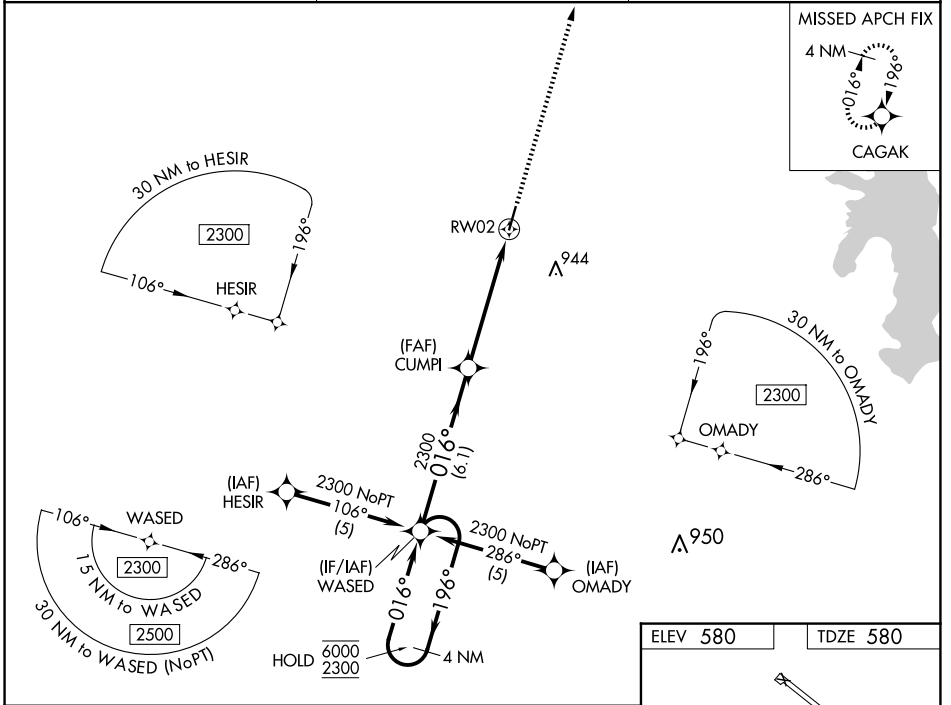 MISSED APCH FIX
4 NM
016°
196°
CAGAK
30 NM to HESIR
2300
196°
106°
HESIR
RW02
944
(FAF)
CUMPI
30 NM to OMADY
196°
2300
OMADY
286°
2300
016°
(6.1)
(IAF)
HESIR
2300 NoPT
106°
(5)
2300 NoPT
286°
(5)
(IAF)
OMADY
950
(IF/IAF)
WASED
106°
WASED
286°
2300
15 NM to WASED
2500
30 NM to WASED (NoPT)
016°
196°
HOLD
6000
2300
4 NM
ELEV 580
TDZE 580